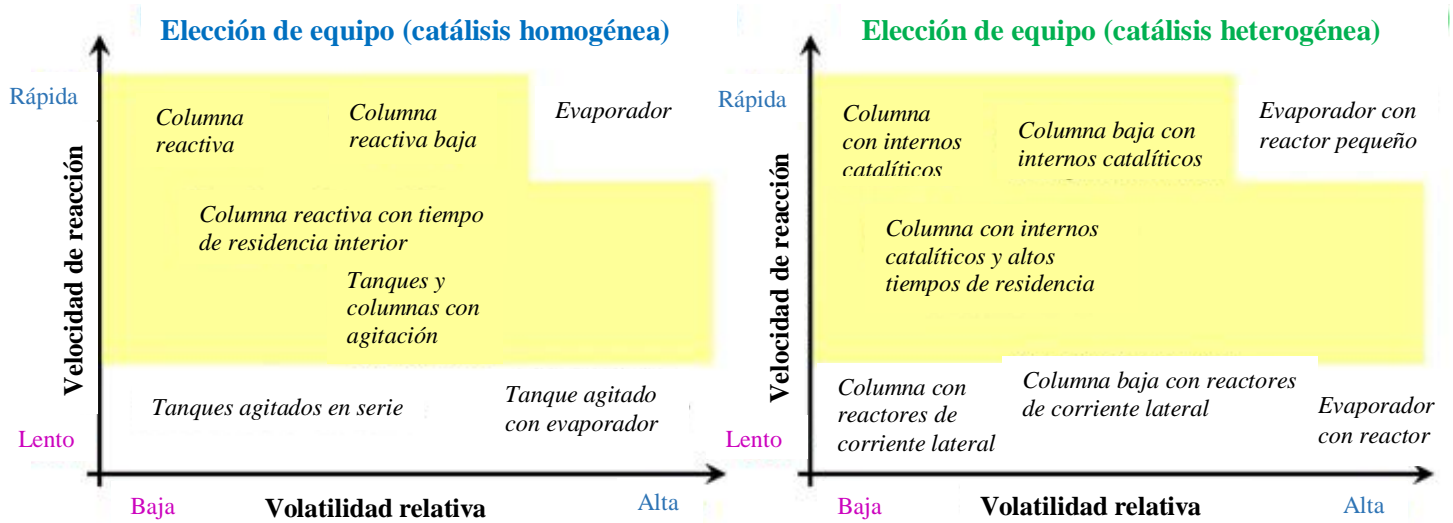 Elección de equipo (catálisis homogénea)
Rápida
Columna
reactiva
Columna
reactiva baja
Evaporador
Columna reactiva con tiempo
de residencia interior
Tanques y
columnas con
agitación
Tanques agitados en serie
Tanque agitado
con evaporador
Velocidad de reacción
Lento
Baja
Volatilidad relativa
Alta
Elección de equipo (catálisis heterogénea)
Rápida
Columna
con internos
catalíticos
Columna baja con
internos catalíticos
Evaporador con
reactor pequeño
Columna con internos
catalíticos y altos
tiempos de residencia
Columna con
reactores de
corriente lateral
Columna baja con reactores
de corriente lateral
Evaporador
con reactor
Velocidad de reacción
Lento
Baja
Volatilidad relativa
Alta